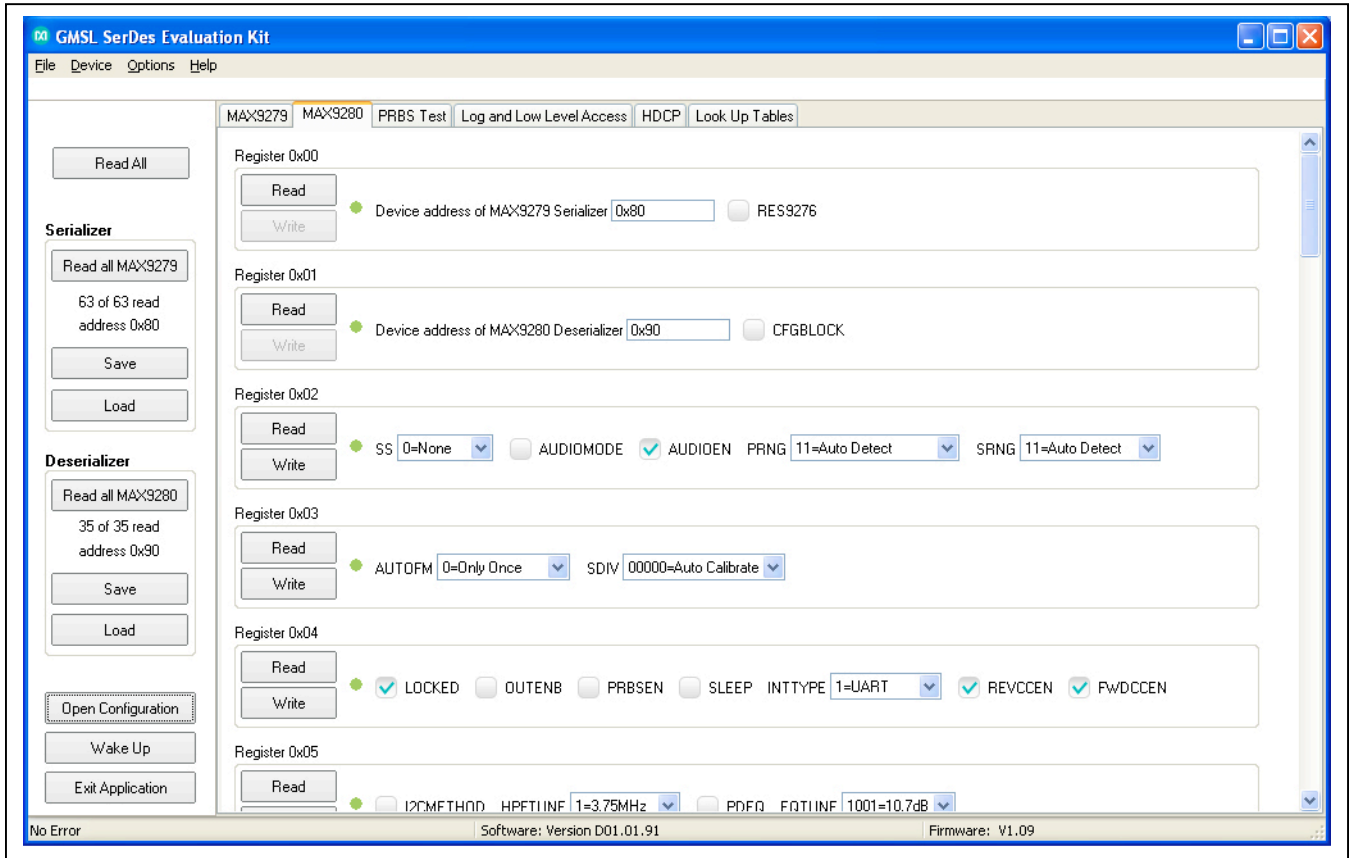 GMSL SerDes Evaluation Kit
File Device Options Help
MAX9279 MAX9280 PRBS Test Log and Low Level Access HDCP Look Up Tables
Read All
Serializer
Read all MAX9279
63 of 63 read
address 0x80
Save
Load
Deserializer
Read all MAX9280
35 of 35 read
address 0x90
Save
Load
Open Configuration
Wake Up
Exit Application
Register 0x00
Read
Write
Device address of MAX9279 Serializer 0x80 RES9276
Register 0x01
Read
Write
Device address of MAX9280 Deserializer 0x90 CFGBLOCK
Register 0x02
Read
Write
SS 0=None AUDIOMODE AUDIOEN PRNG 11=Auto Detect SRNG 11=Auto Detect
Register 0x03
Read
Write
AUTOFM 0=Only Once SDIV 00000=Auto Calibrate
Register 0x04
Read
Write
LOCKED OUTENB PRBSEN SLEEP INTTYPE 1=UART REVCCEN FWDCCEN
Register 0x05
Read
I2CMETHOD HPFTUNE 1=3.75MHz PDEQ EQTUNE 1001=10.7dB
No Error Software: Version D01.01.91 Firmware: V1.09